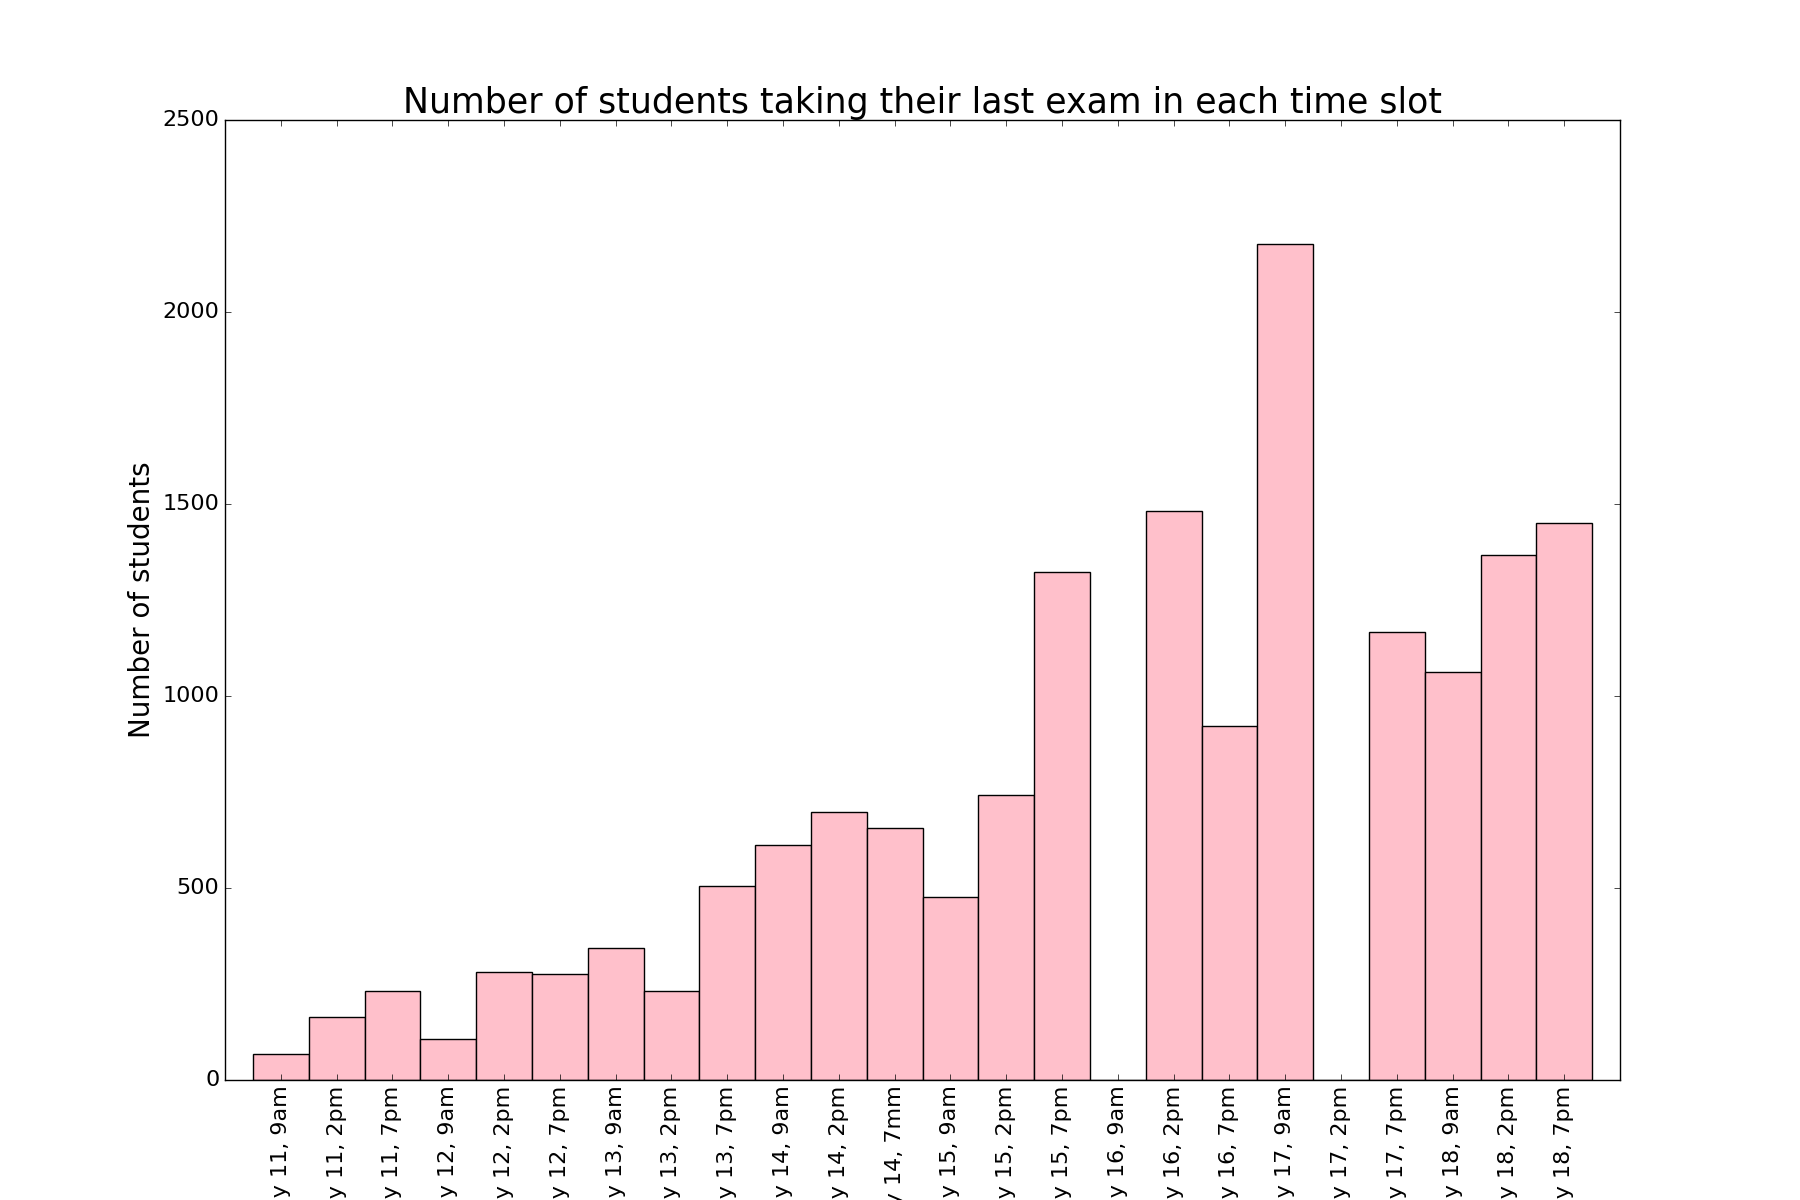 Number of students taking their last exam in each time slot
Number of students
2500
2000
1500
1000
500
0
y 11, 9am
y 11, 2pm
y 11, 7pm
y 12, 9am
y 12, 2pm
y 12, 7pm
y 13, 9am
y 13, 2pm
y 13, 7pm
y 14, 9am
y 14, 2pm
y 14, 7mm
y 15, 9am
y 15, 2pm
y 15, 7pm
y 16, 9am
y 16, 2pm
y 16, 7pm
y 17, 9am
y 17, 2pm
y 17, 7pm
y 18, 9am
y 18, 2pm
y 18, 7pm